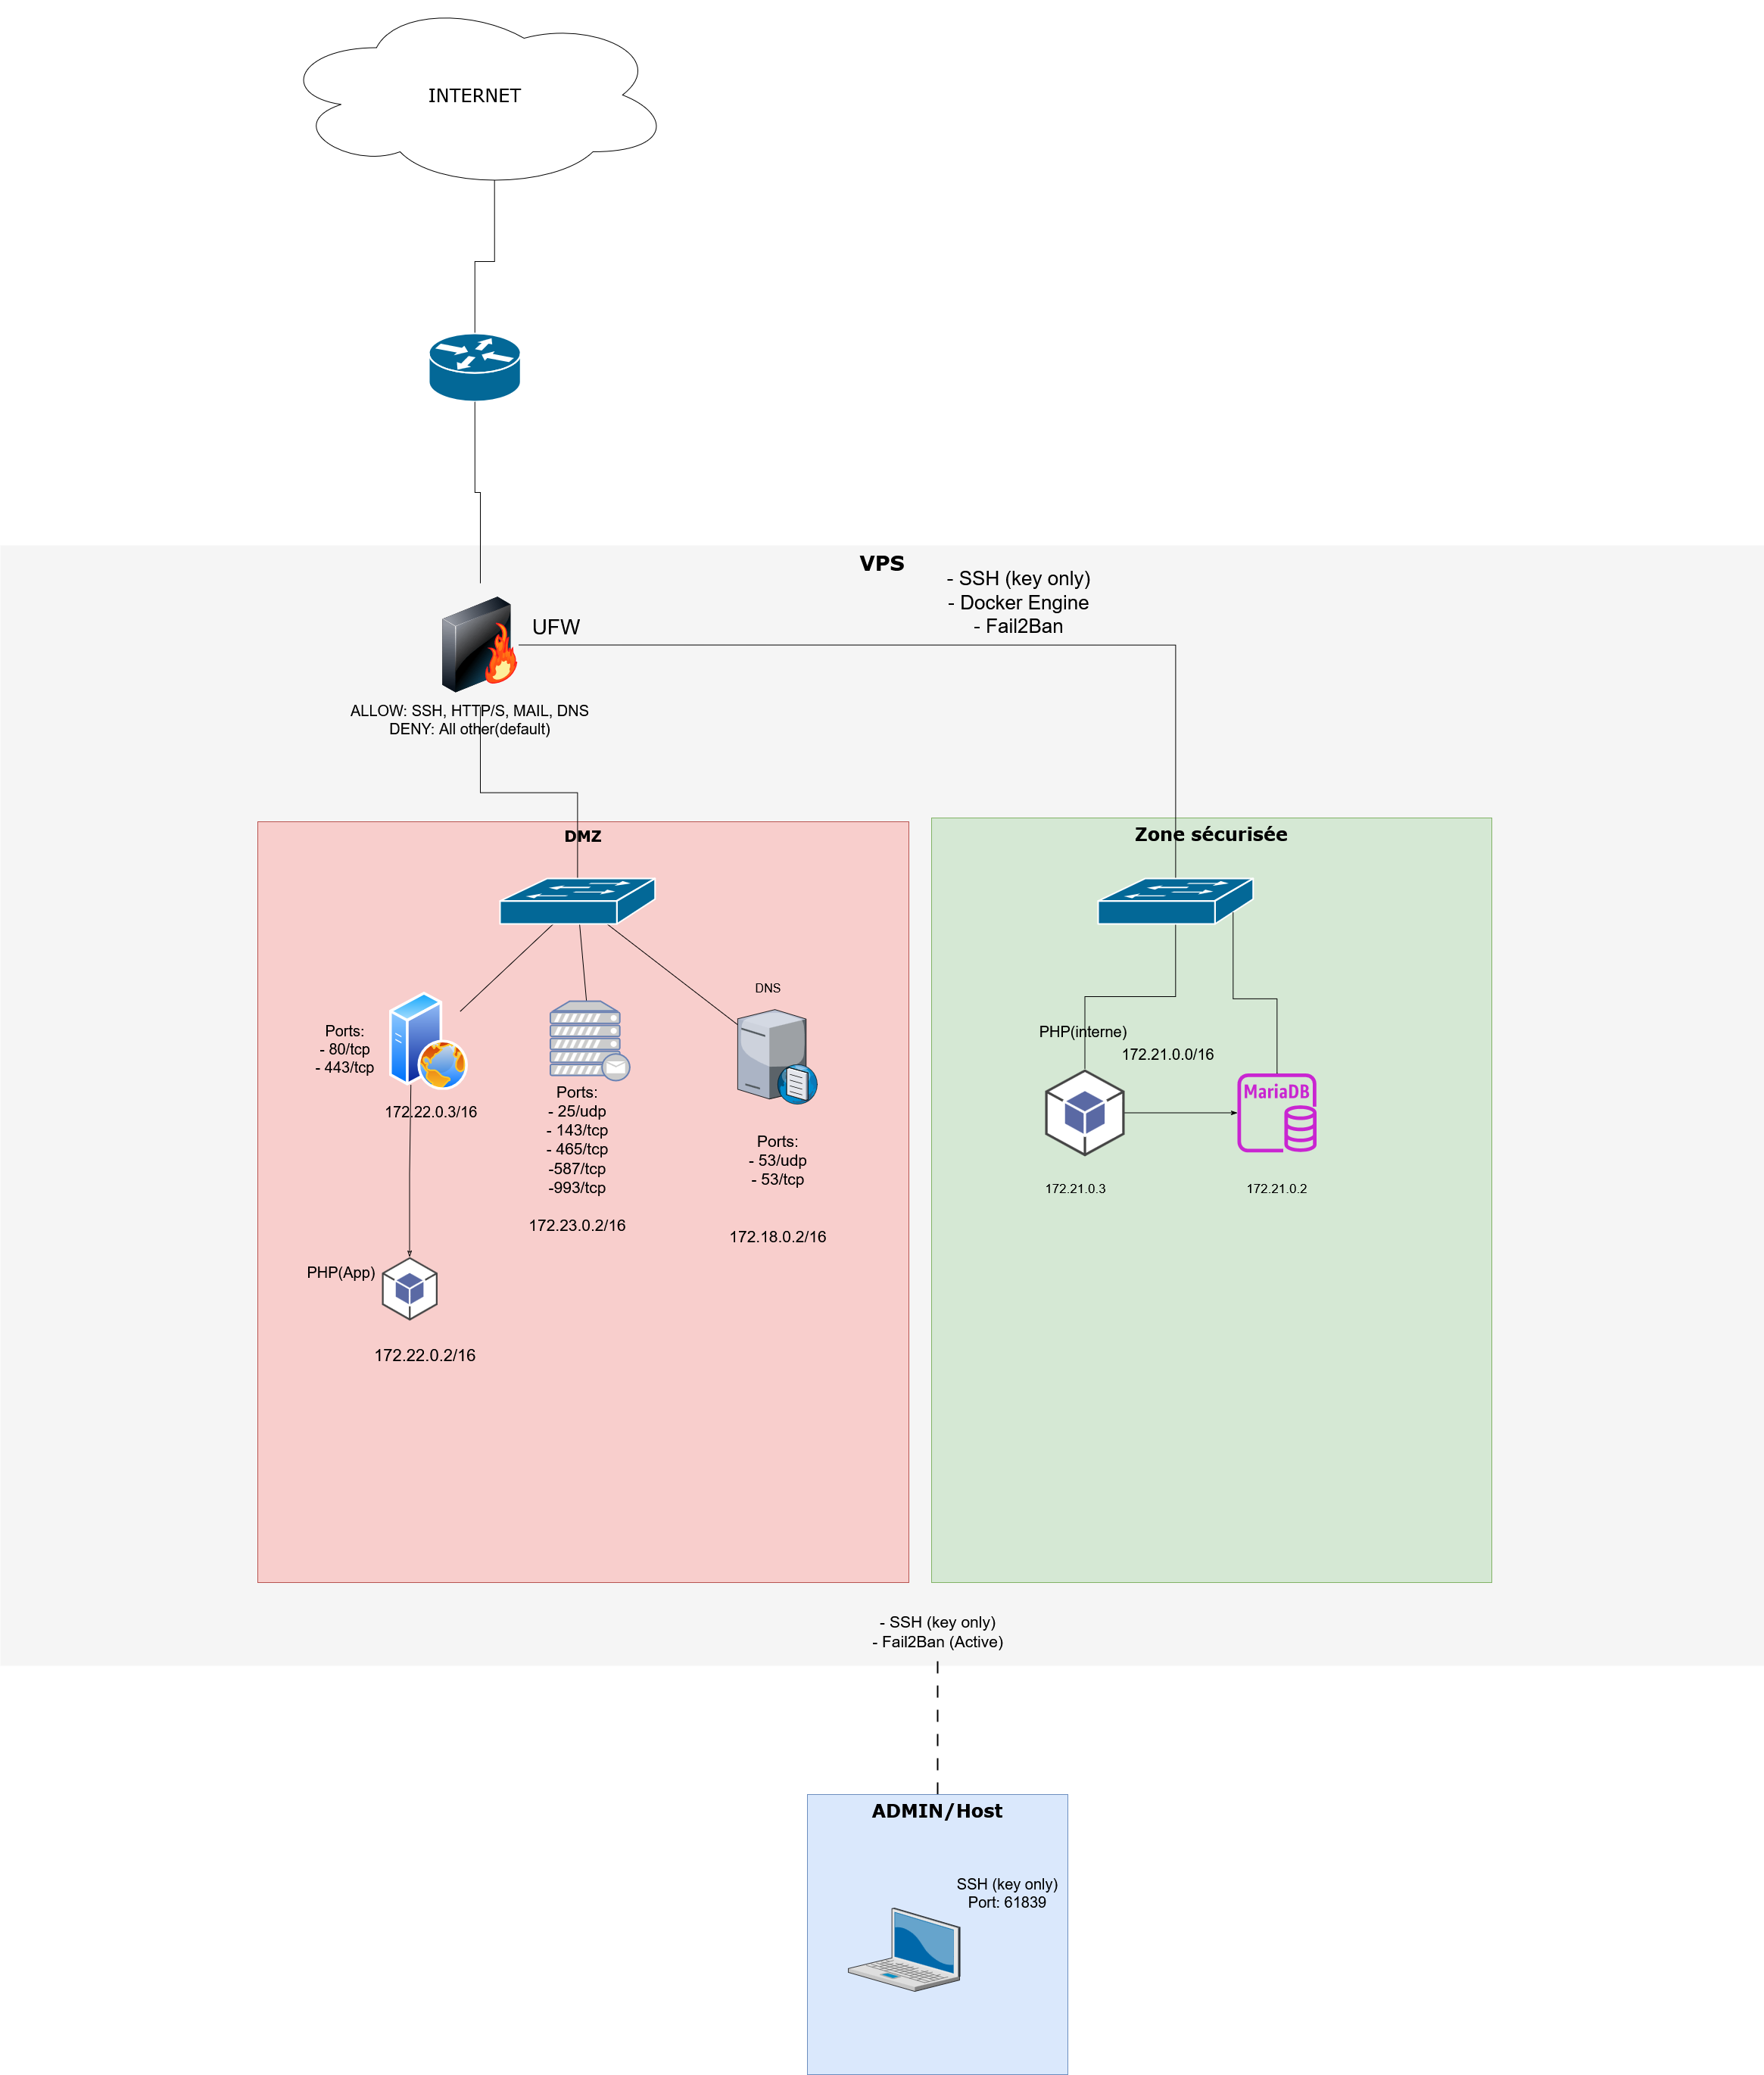 INTERNET
VPS
- SSH (key only)
- Docker Engine
- Fail2Ban
UFW
ALLOW: SSH, HTTP/S, MAIL, DNS
DENY: All other(default)
DMZ
DNS
Ports:
- 80/tcp
- 443/tcp
172.22.0.3/16
Ports:
- 25/udp
- 143/tcp
- 465/tcp
-587/tcp
-993/tcp
172.23.0.2/16
Ports:
- 53/udp
- 53/tcp
172.18.0.2/16
PHP(App)
172.22.0.2/16
Zone sécurisée
PHP(interne)
172.21.0.0/16
MariaDB
172.21.0.3
172.21.0.2
- SSH (key only)
- Fail2Ban (Active)
ADMIN/Host
SSH (key only)
Port: 61839